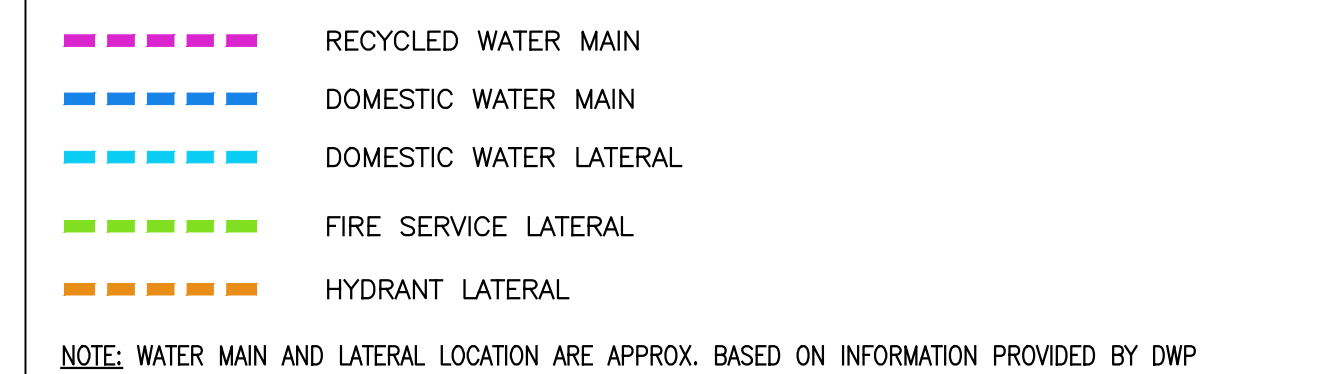 RECYCLED WATER MAIN
DOMESTIC WATER MAIN
DOMESTIC WATER LATERAL
FIRE SERVICE LATERAL
HYDRANT LATERAL
NOTE: WATER MAIN AND LATERAL LOCATION ARE APPROX. BASED ON INFORMATION PROVIDED BY DWP